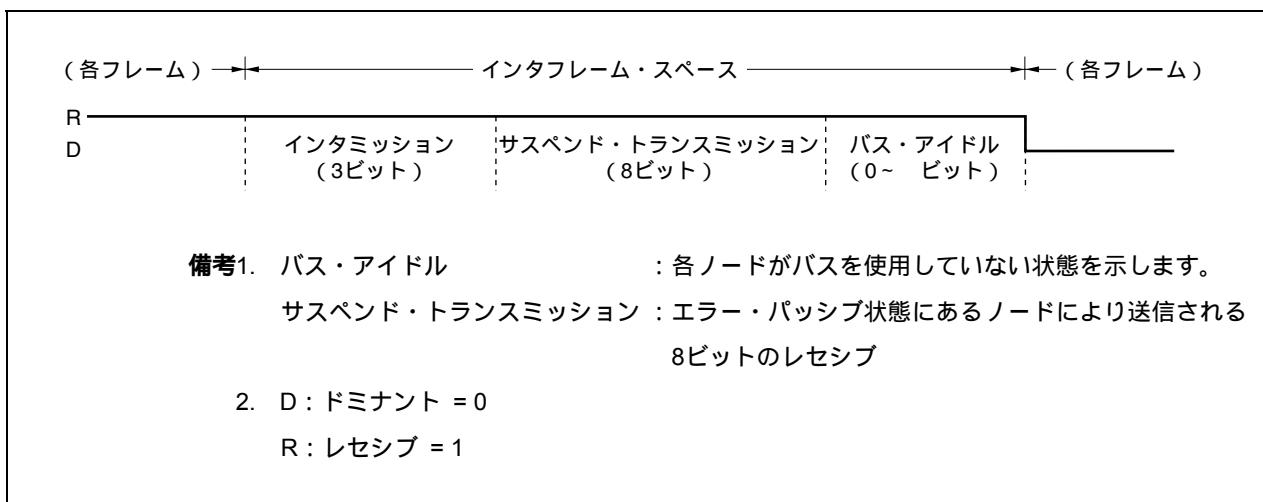 （各フレーム） インタフレーム・スペース （各フレーム）
R
D
インタミッション サスペンド・トランスミッション バス・アイドル
（3ビット） （8ビット） （0~ ビット）
備考1. バス・アイドル ：各ノードがバスを使用していない状態を示します。
サスペンド・トランスミッション ：エラー・パッシブ状態にあるノードにより送信される
8ビットのレセシブ
2. D：ドミナント = 0
R：レセシブ = 1